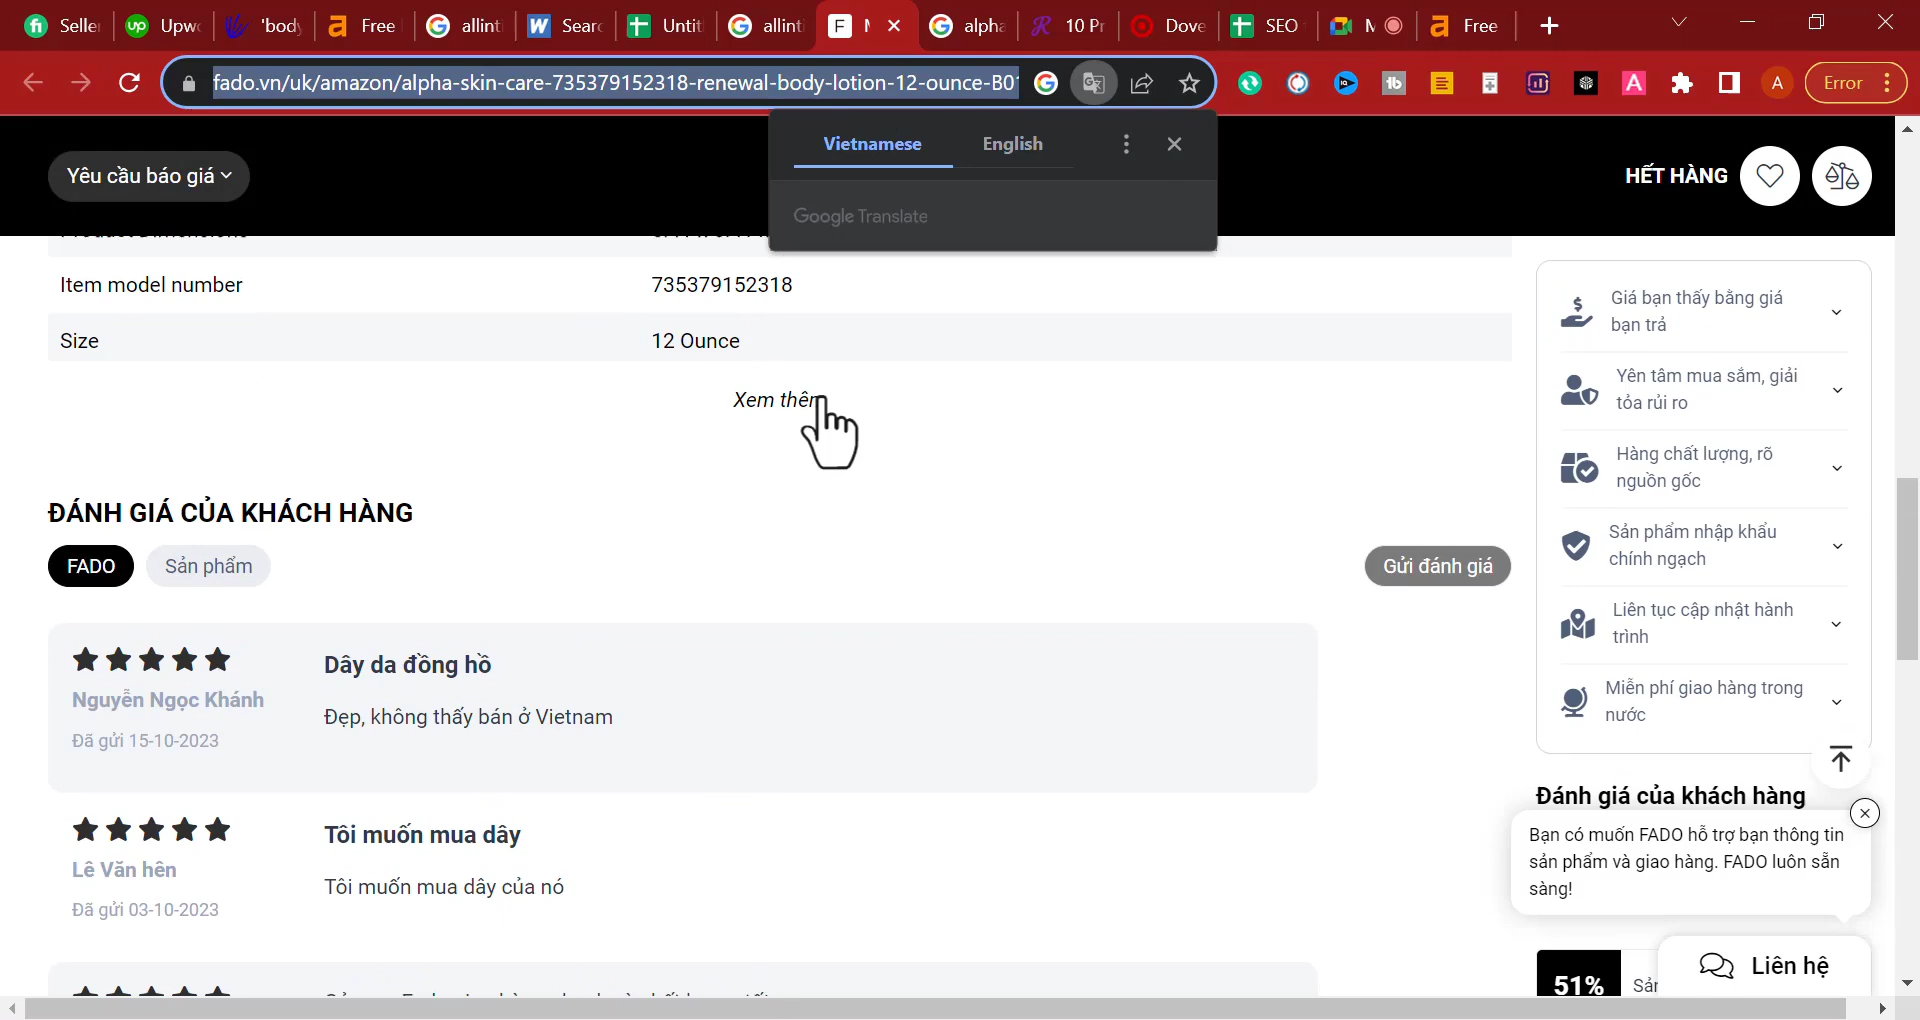 Seller
Upwo
'body
Free
allinti
Searc
Untit
allinti
alpha
10 Pr
Dove
SEO
Free
fado.vn/uk/amazon/alpha-skin-care-735379152318-renewal-body-lotion-12-ounce-B01
A
Error
Vietnamese
English
Google Translate
Yêu cầu báo giá
HẾT HÀNG
Item model number
735379152318
Size
12 Ounce
Xem thêm
ĐÁNH GIÁ CỦA KHÁCH HÀNG
FADO
Sản phẩm
Gửi đánh giá
Nguyễn Ngọc Khánh
Đã gửi 15-10-2023
Dây da đồng hồ
Đẹp, không thấy bán ở Vietnam
Lê Văn hên
Đã gửi 03-10-2023
Tôi muốn mua dây
Tôi muốn mua dây của nó
Giá bạn thấy bằng giá
bạn trả
Yên tâm mua sắm, giải
tỏa rủi ro
Hàng chất lượng, rõ
nguồn gốc
Sản phẩm nhập khẩu
chính ngạch
Liên tục cập nhật hành
trình
Miễn phí giao hàng trong
nước
Đánh giá của khách hàng
Bạn có muốn FADO hỗ trợ bạn thông tin
sản phẩm và giao hàng. FADO luôn sẵn
sàng!
51%
Liên hệ